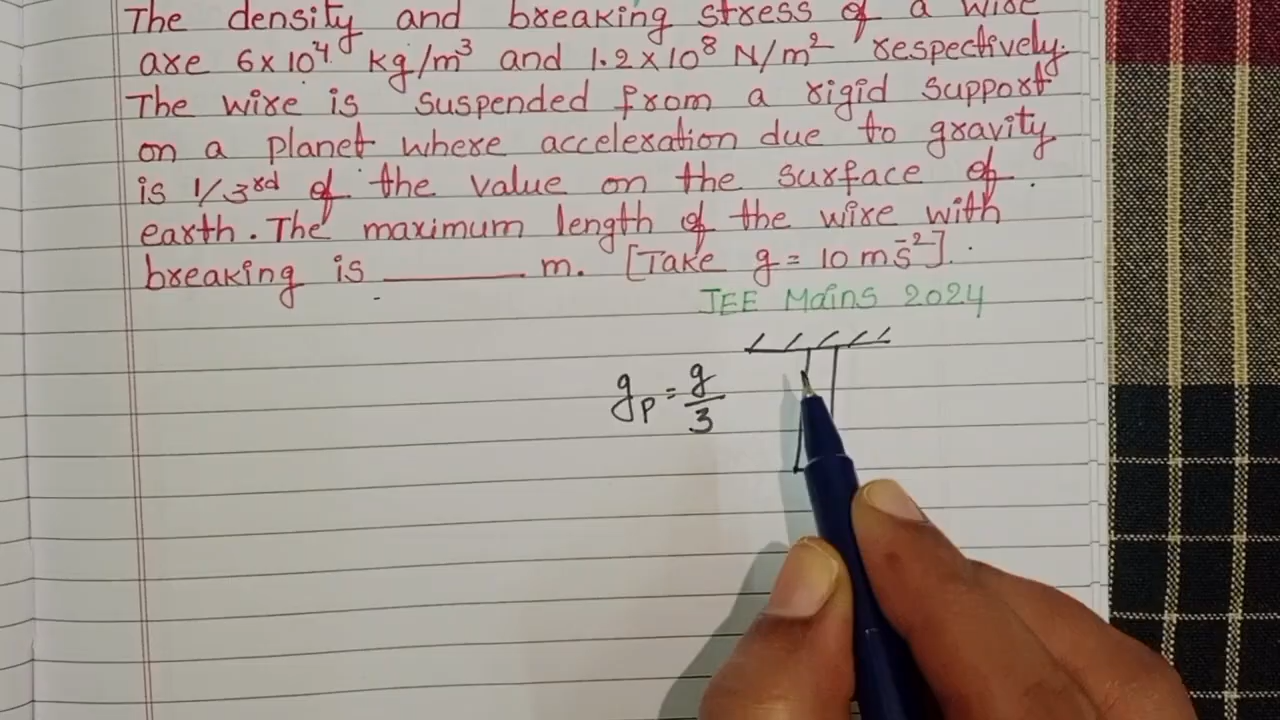 The density and breaking stress of a wire
are 6×10⁴ kg/m³ and 1.2×10⁸ N/m² respectively.
The wire is suspended from a rigid support
on a planet where acceleration due to gravity
is 1/3rd of the value on the surface of
earth. The maximum length of the wire with
breaking is ______ m. [Take g = 10 ms⁻²].
JEE Mains 2024
gₚ = g/3